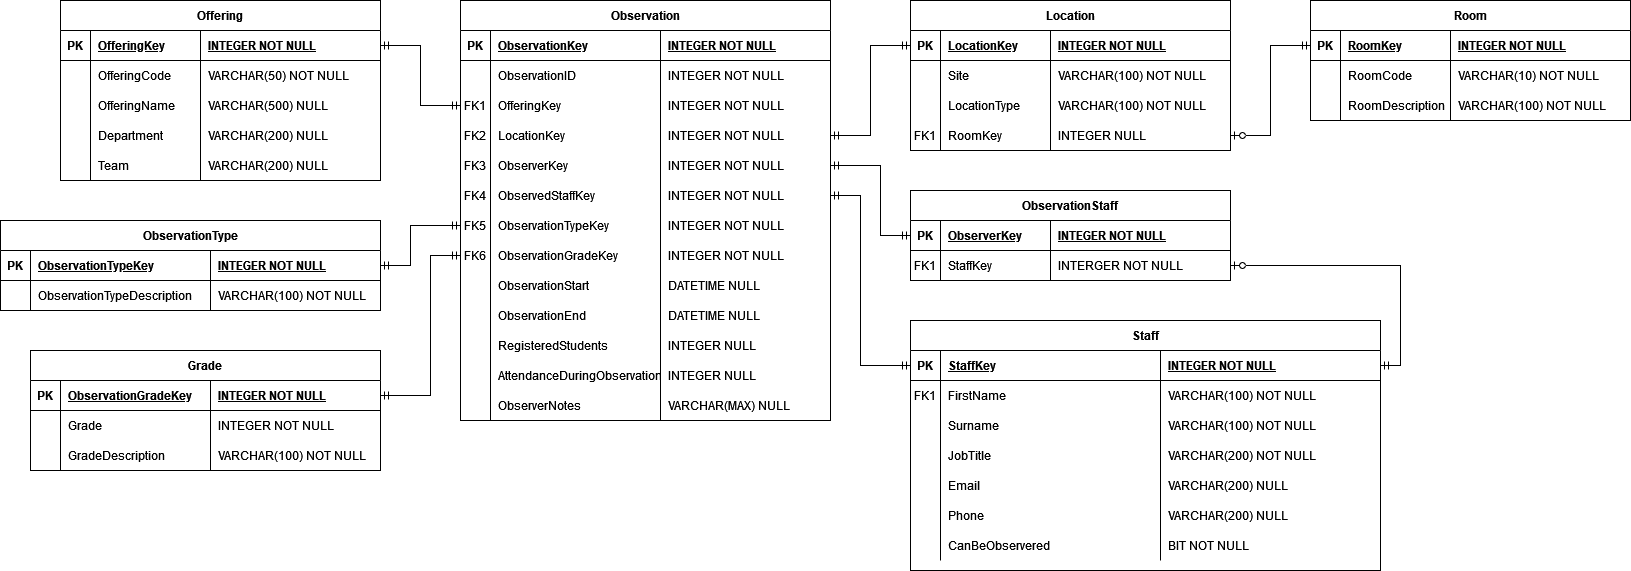 Offering
PK OfferingKey INTEGER NOT NULL
OfferingCode VARCHAR(50) NOT NULL
OfferingName VARCHAR(500) NULL
Department VARCHAR(200) NULL
Team VARCHAR(200) NULL
ObservationType
PK ObservationTypeKey INTEGER NOT NULL
ObservationTypeDescription VARCHAR(100) NOT NULL
Grade
PK ObservationGradeKey INTEGER NOT NULL
Grade INTEGER NOT NULL
GradeDescription VARCHAR(100) NOT NULL
Observation
PK ObservationKey INTEGER NOT NULL
ObservationID INTEGER NOT NULL
FK1 OfferingKey INTEGER NOT NULL
FK2 LocationKey INTEGER NOT NULL
FK3 ObserverKey INTEGER NOT NULL
FK4 ObservedStaffKey INTEGER NOT NULL
FK5 ObservationTypeKey INTEGER NOT NULL
FK6 ObservationGradeKey INTEGER NOT NULL
ObservationStart DATETIME NULL
ObservationEnd DATETIME NULL
RegisteredStudents INTEGER NULL
AttendanceDuringObservation INTEGER NULL
ObserverNotes VARCHAR(MAX) NULL
Location
PK LocationKey INTEGER NOT NULL
Site VARCHAR(100) NOT NULL
LocationType VARCHAR(100) NOT NULL
FK1 RoomKey INTEGER NULL
Room
PK RoomKey INTEGER NOT NULL
RoomCode VARCHAR(10) NOT NULL
RoomDescription VARCHAR(100) NOT NULL
ObservationStaff
PK ObserverKey INTEGER NOT NULL
FK1 StaffKey INTERGER NOT NULL
Staff
PK StaffKey INTEGER NOT NULL
FK1 FirstName VARCHAR(100) NOT NULL
Surname VARCHAR(100) NOT NULL
JobTitle VARCHAR(200) NOT NULL
Email VARCHAR(200) NULL
Phone VARCHAR(200) NULL
CanBeObservered BIT NOT NULL